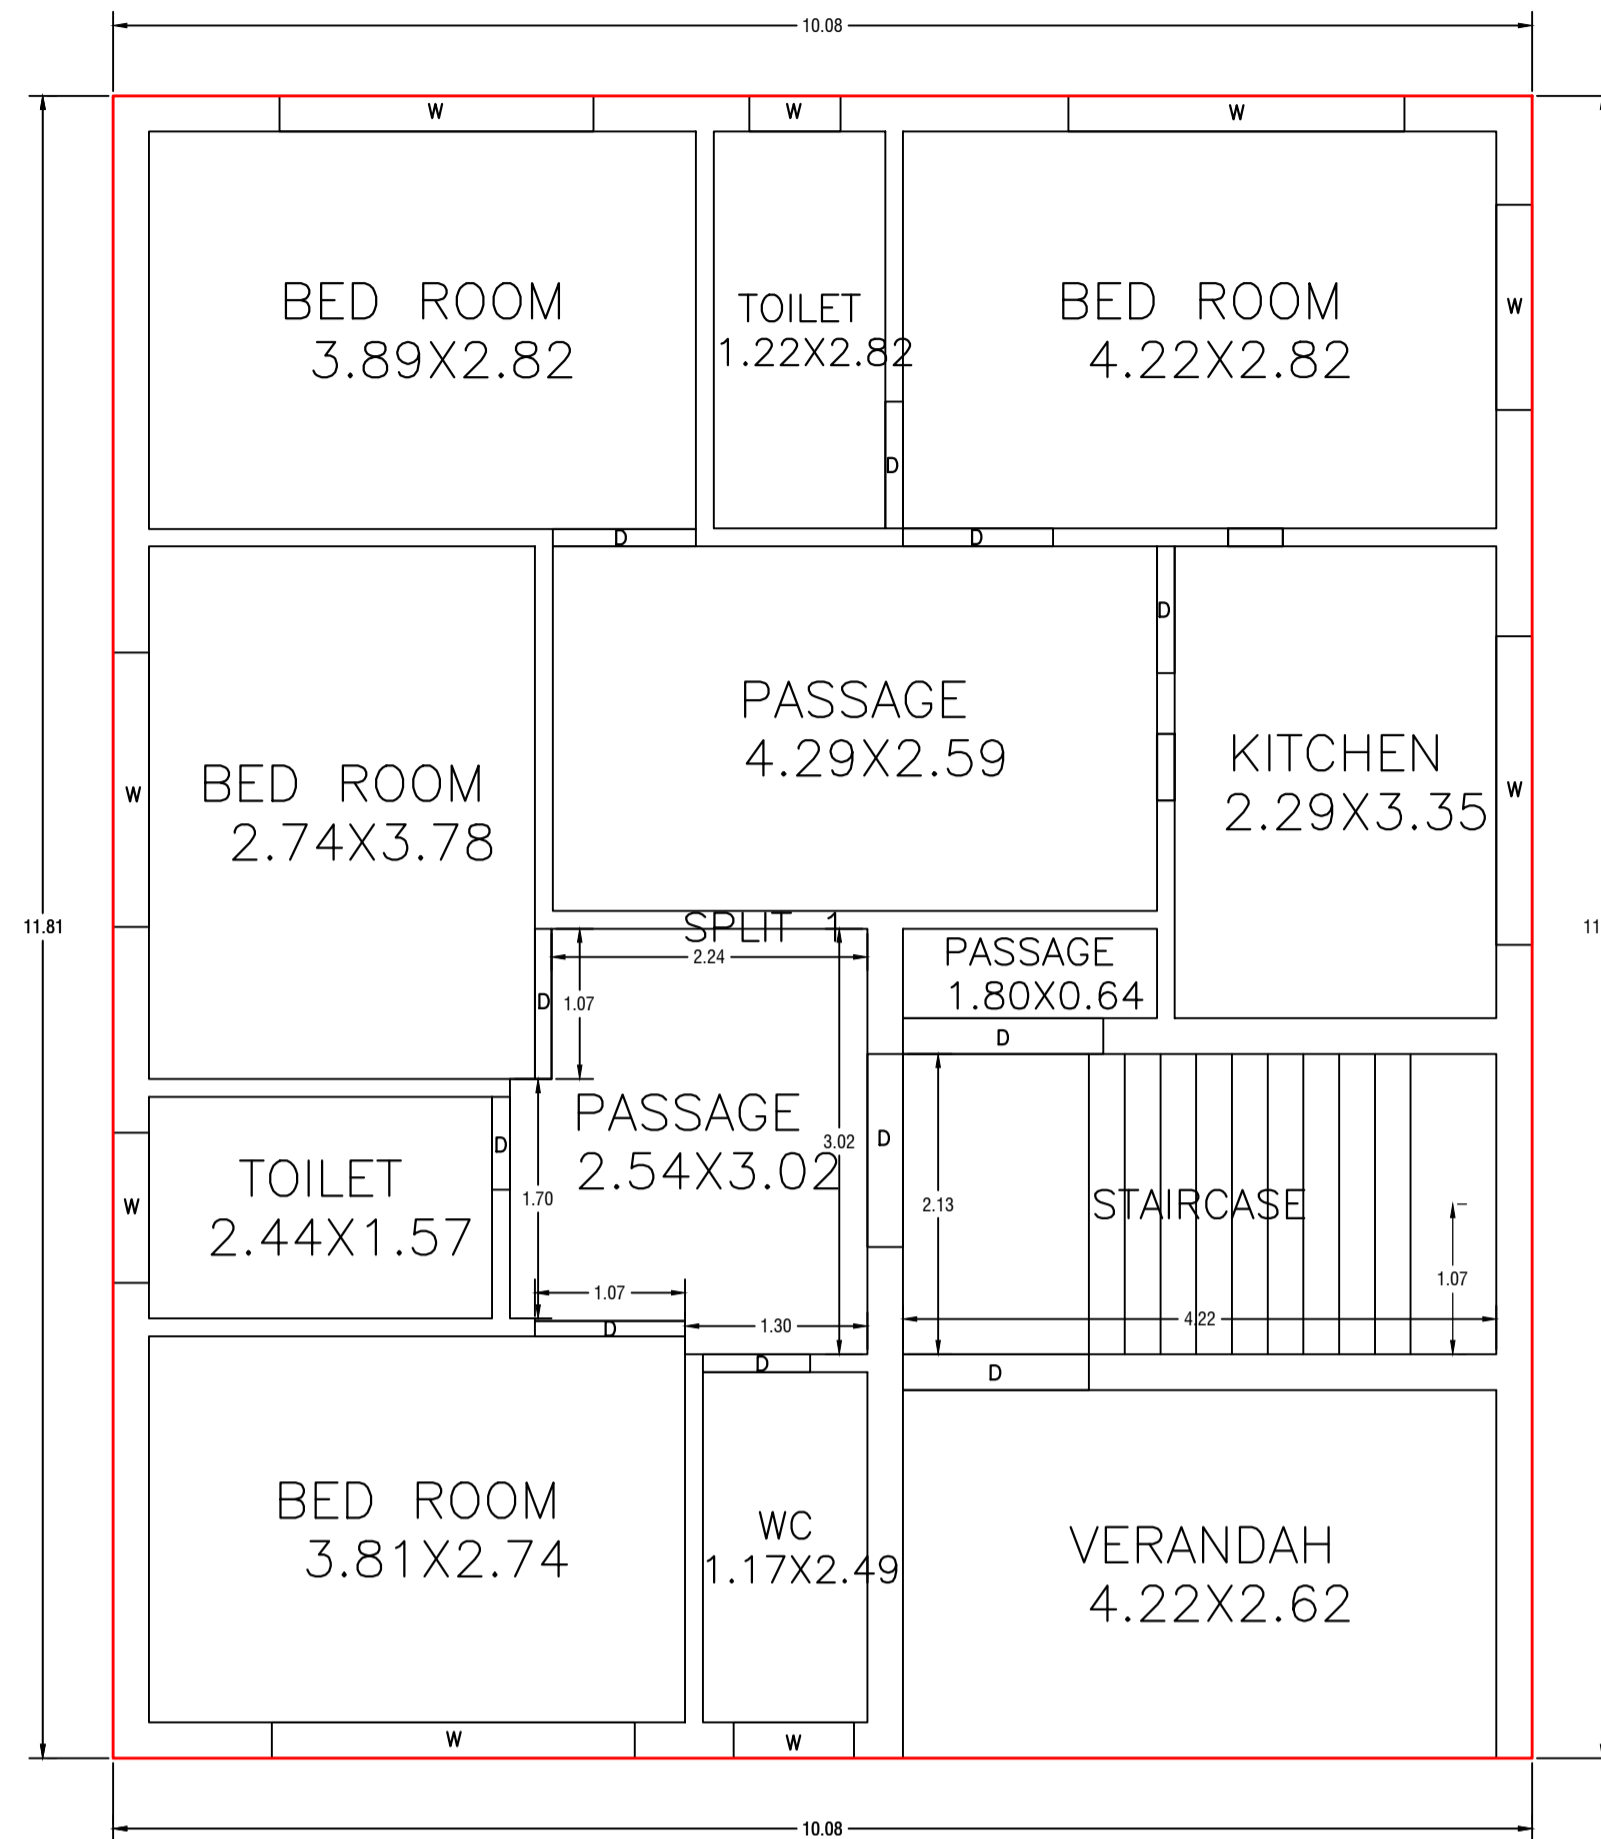 10.08
W
W
W
BED ROOM
3.89X2.82
TOILET
1.22X2.82
BED ROOM
4.22X2.82
W
D
D
D
D
BED ROOM
2.74X3.78
W
PASSAGE
4.29X2.59
KITCHEN
2.29X3.35
W
11.81
11
SPLIT 1
2.24
PASSAGE
1.80X0.64
D
1.07
D
PASSAGE
2.54X3.02
3.02
D
2.13
STAIRCASE
1.07
4.22
D
TOILET
2.44X1.57
W
1.70
1.07
1.30
D
D
D
BED ROOM
3.81X2.74
WC
1.17X2.49
VERANDAH
4.22X2.62
W
W
10.08